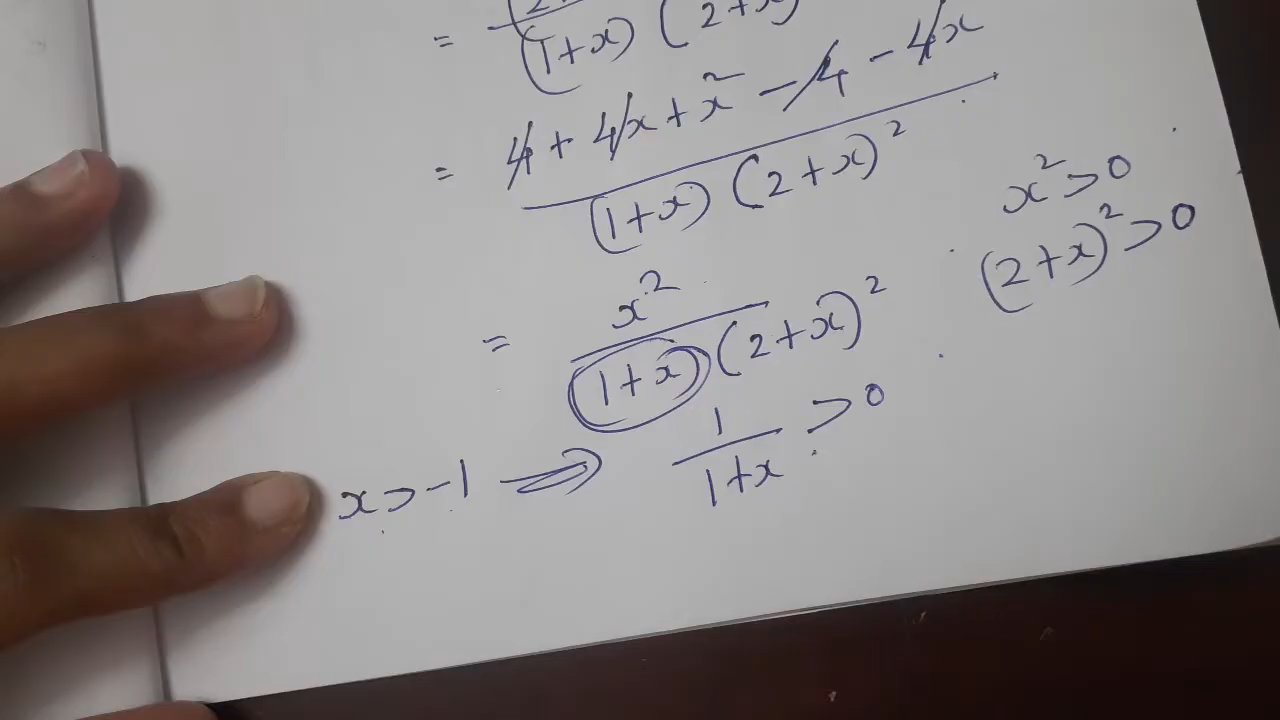 = (1+x) (2+x)
= 4 + 4x + x² - 4 - 4x / (1+x) (2+x)²
x² > 0
(2+x)² > 0
= x² / (1+x) (2+x)²
x > -1 ⟹ 1 / 1+x > 0